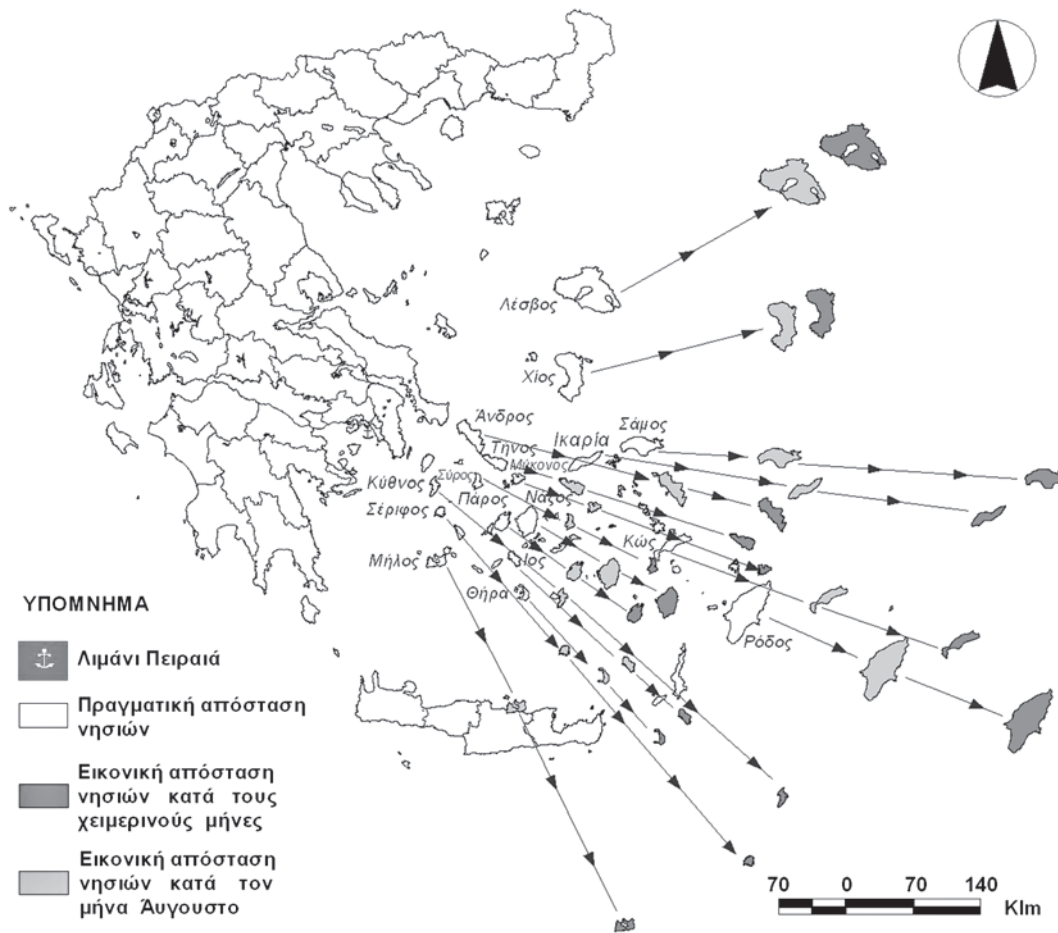 Λέσβος
Χίος
Άνδρος
Σάμος
Τήνος
Ικαρία
Μύκονος
Σύρος
Κύθνος
Πάρος
Νάξος
Σέριφος
Κώς
Μήλος
Ίος
Θήρα
Ρόδος
ΥΠΟΜΝΗΜΑ
Λιμάνι Πειραιά
Πραγματική απόσταση
νησιών
Εικονική απόσταση
νησιών κατά τους
χειμερινούς μήνες
Εικονική απόσταση
νησιών κατά τον
μήνα Άυγουστο
70 0 70 140
Klm